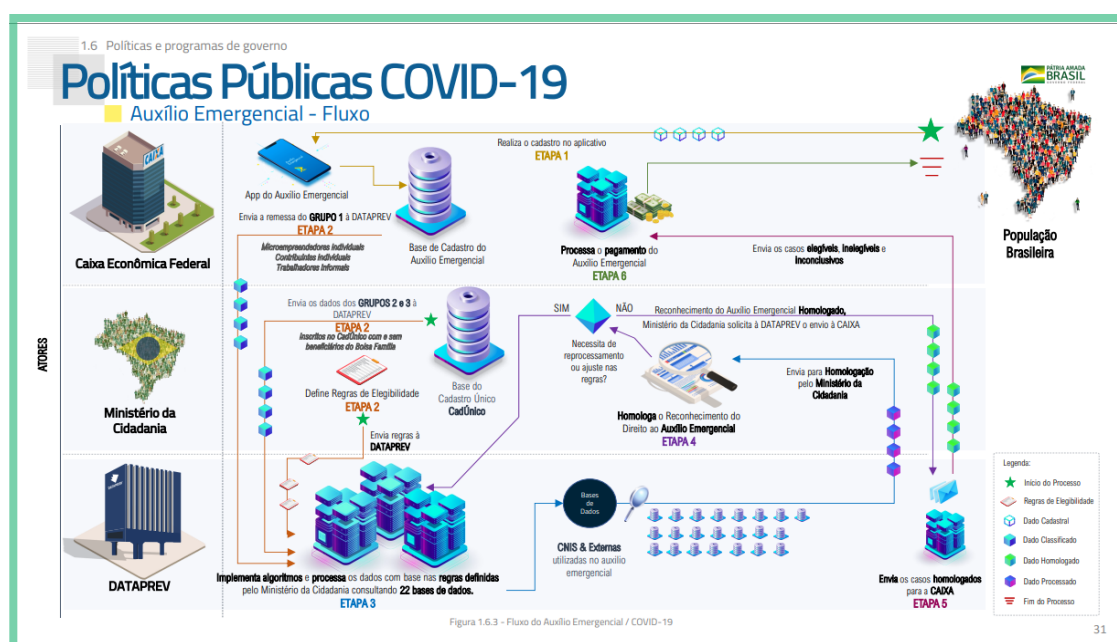 1.6 Políticas e programas de governo
Políticas Públicas COVID-19
Auxílio Emergencial - Fluxo
PÁTRIA AMADA
BRASIL
GOVERNO FEDERAL
ATORES
Caixa Econômica Federal
App do Auxílio Emergencial
Envia a remessa do GRUPO 1 à DATAPREV
ETAPA 2
Microempreendedores individuais
Contribuintes Individuais
Trabalhadores Informais
CAIXA
Base de Cadastro do
Auxílio Emergencial
Realiza o cadastro no aplicativo
ETAPA 1
Processa o pagamento do
Auxílio Emergencial
ETAPA 6
Envia os casos elegíveis, inelegíveis e
inconclusivos
População
Brasileira
Ministério da
Cidadania
Envia os dados dos GRUPOS 2 e 3 à
DATAPREV
ETAPA 2
Inscritos no CadÚnico com e sem
beneficiários do Bolsa Família
Define Regras de Elegibilidade
ETAPA 2
Envia regras à
DATAPREV
Base do
Cadastro Único
CadÚnico
SIM
NÃO
Necessita de
reprocessamento
ou ajuste nas
regras?
Reconhecimento do Auxílio Emergencial Homologado,
Ministério da Cidadania solicita à DATAPREV o envio à CAIXA
Homologa o Reconhecimento do
Direito ao Auxílio Emergencial
ETAPA 4
Envia para Homologação
pelo Ministério da
Cidadania
DATAPREV
Implementa algoritmos e processa os dados com base nas regras definidas
pelo Ministério da Cidadania consultando 22 bases de dados.
ETAPA 3
Bases
de
Dados
CNIS & Externas
utilizadas no auxílio
emergencial
Envia os casos homologados
para a CAIXA
ETAPA 5
Legenda:
Início do Processo
Regras de Elegibilidade
Dado Cadastral
Dado Classificado
Dado Homologado
Dado Processado
Fim do Processo
Figura 1.6.3 - Fluxo do Auxílio Emergencial / COVID-19
31